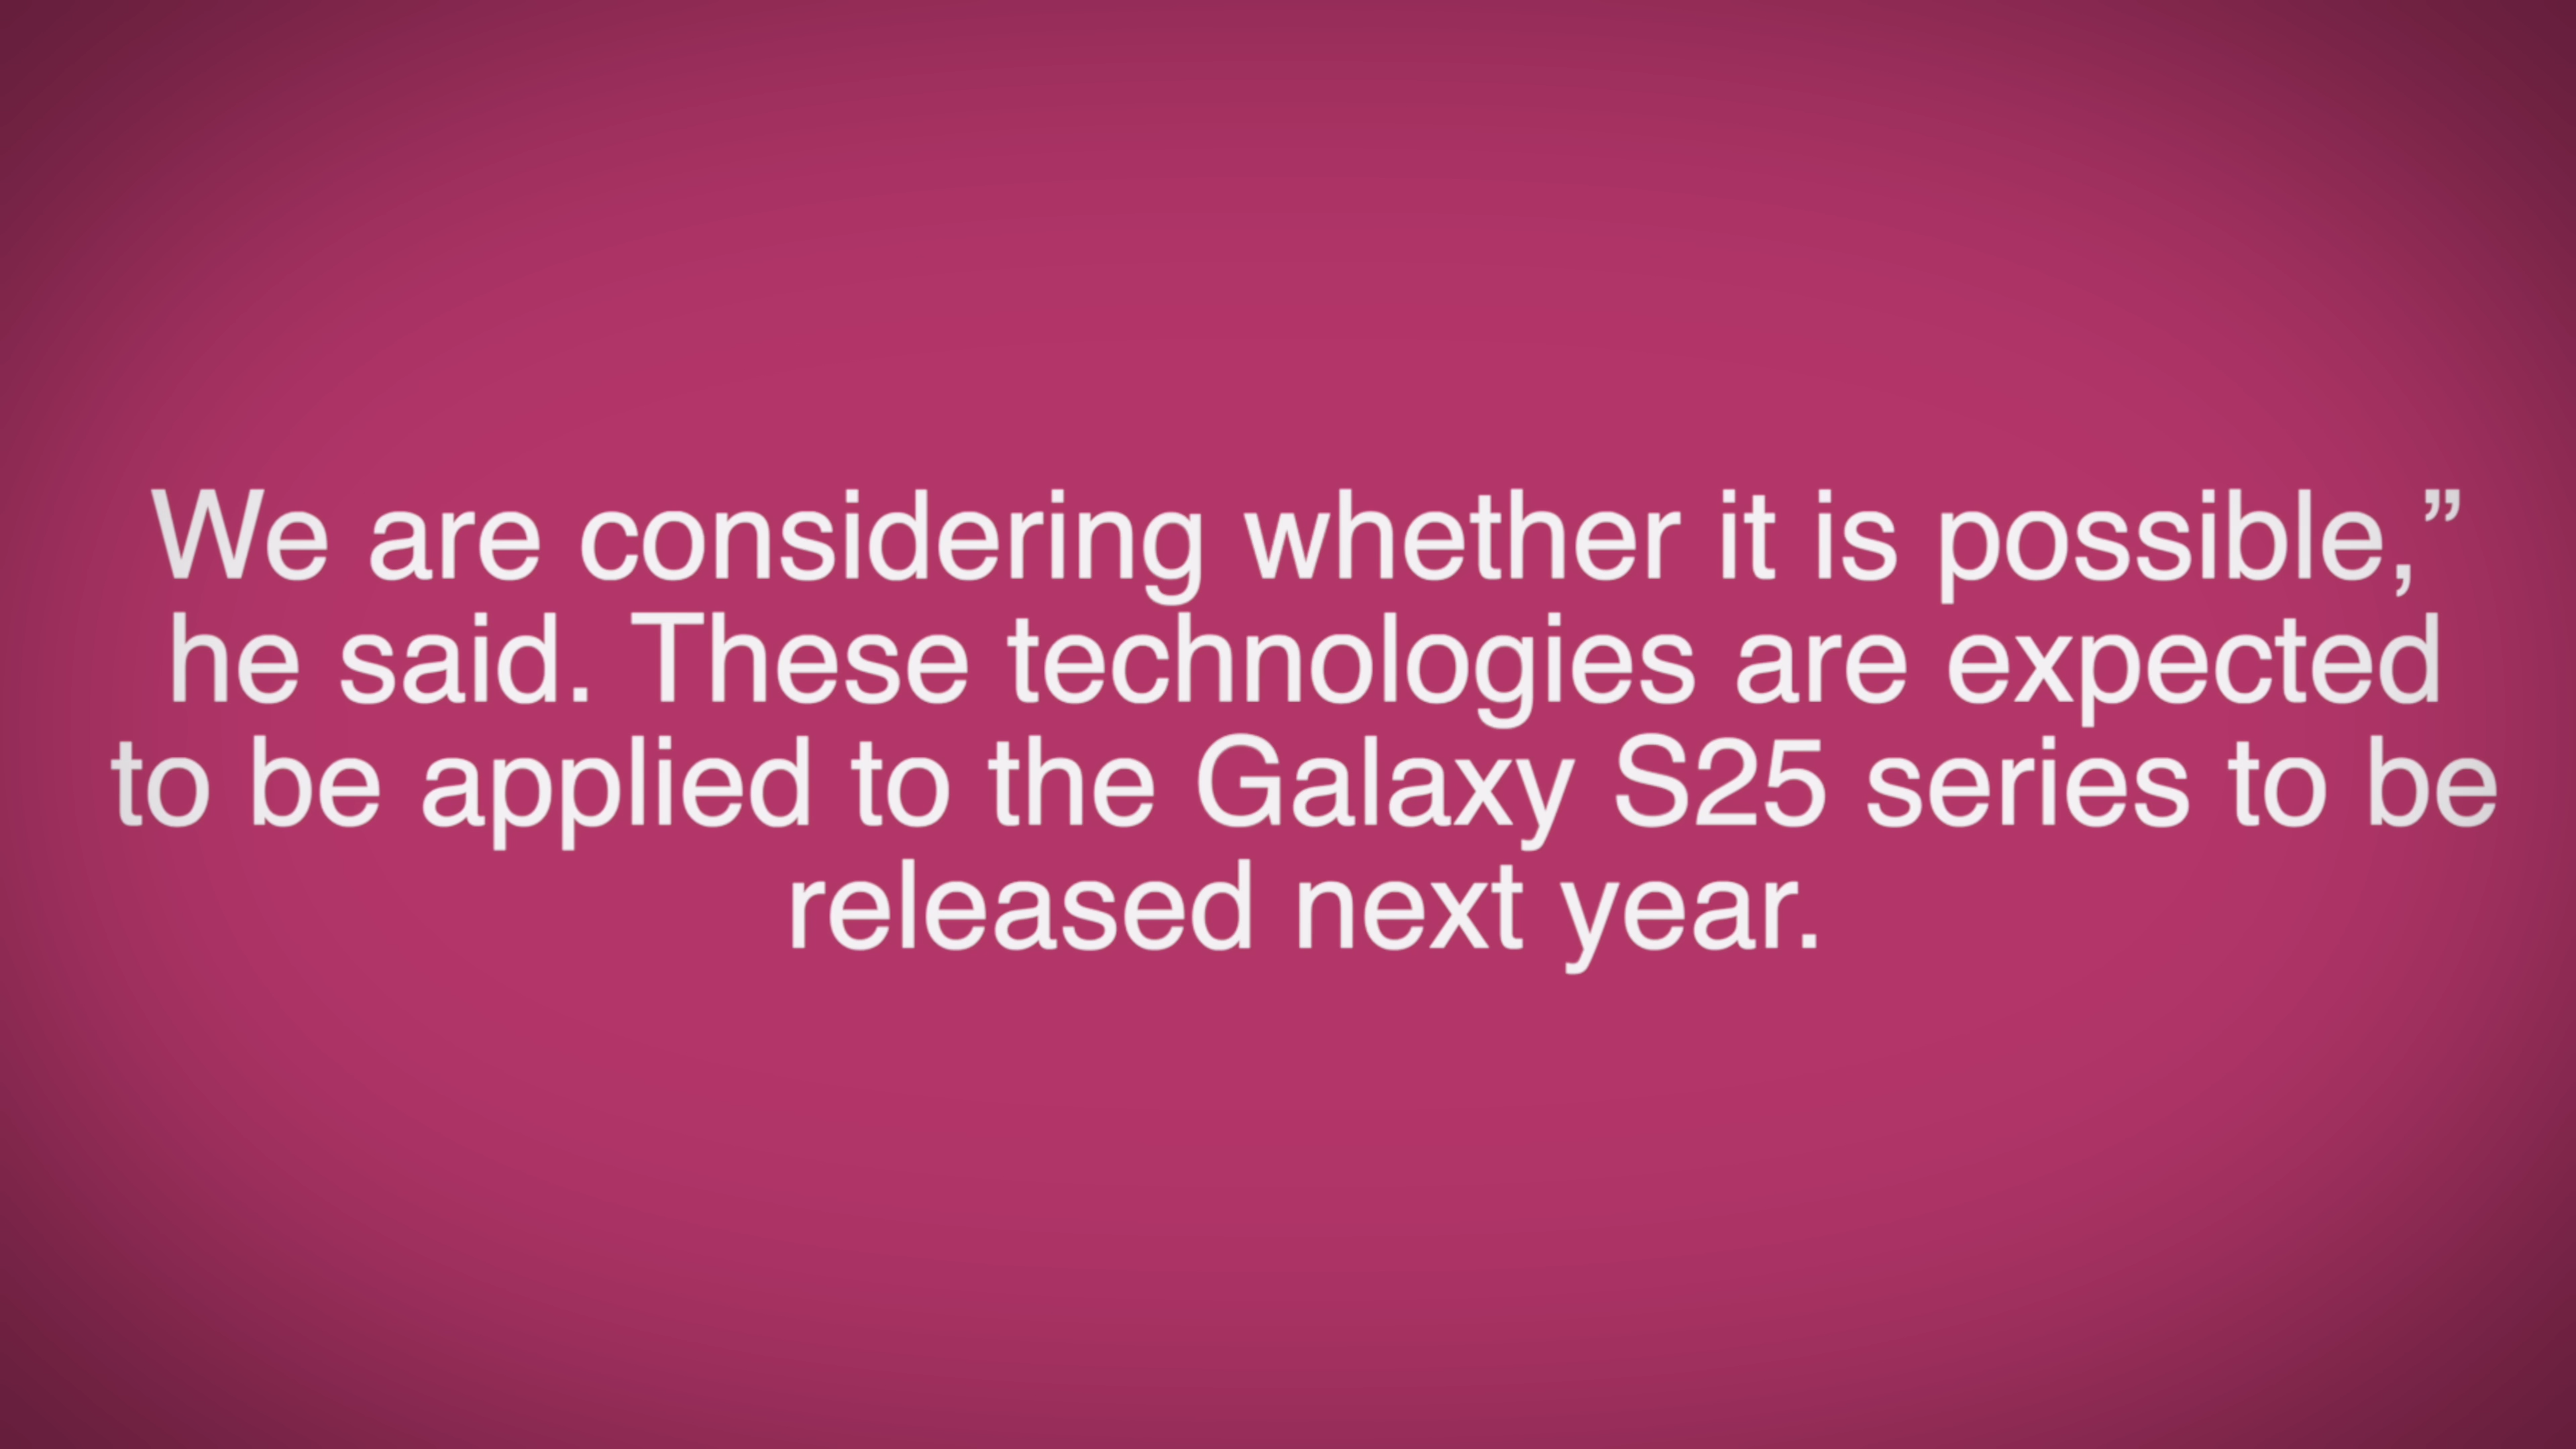 We are considering whether it is possible,”
he said. These technologies are expected
to be applied to the Galaxy S25 series to be
released next year.